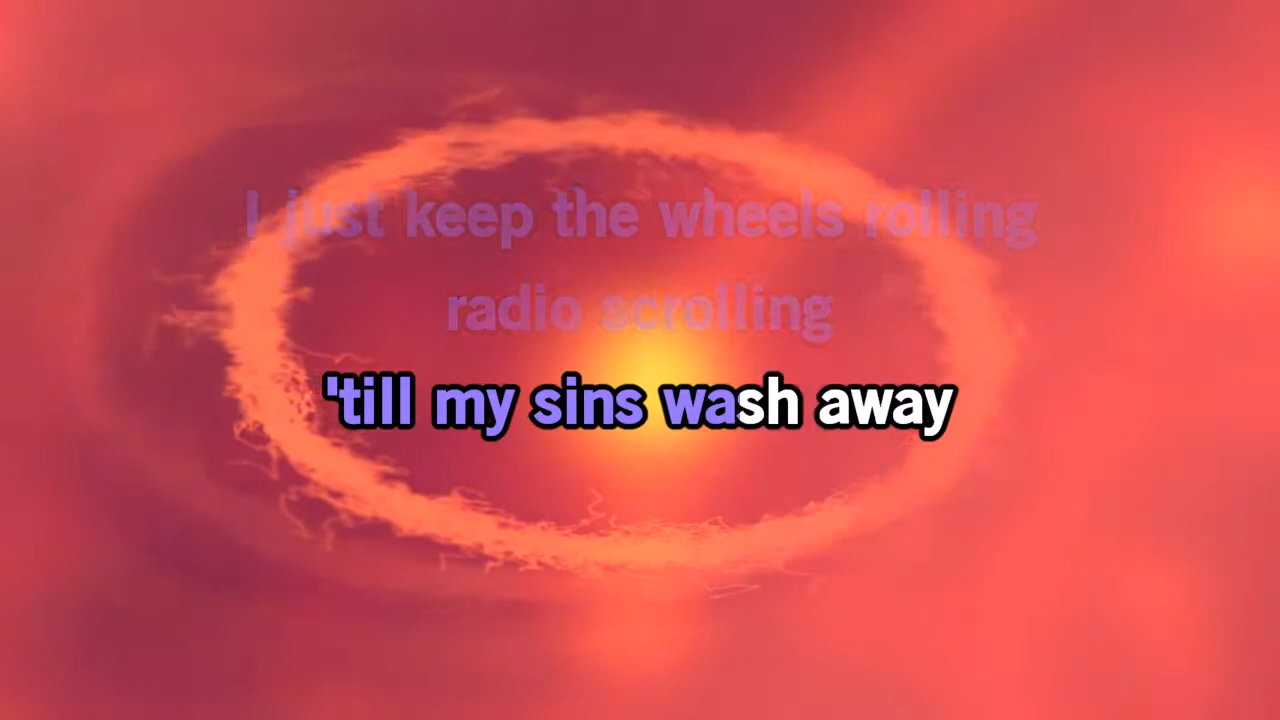 I just keep the wheels rolling
radio scrolling
'till my sins wash away